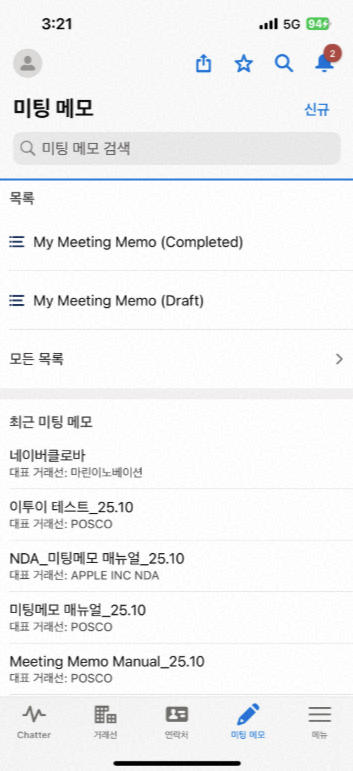 3:21
5G 94
2
미팅 메모
신규
미팅 메모 검색
목록
My Meeting Memo (Completed)
My Meeting Memo (Draft)
모든 목록
최근 미팅 메모
네이버클로바
대표 거래선: 마린이노베이션
이투이 테스트_25.10
대표 거래선: POSCO
NDA_미팅메모 매뉴얼_25.10
대표 거래선: APPLE INC NDA
미팅메모 매뉴얼_25.10
대표 거래선: POSCO
Meeting Memo Manual_25.10
대표 거래선: POSCO
Chatter 거래선 연락처 미팅 메모 메뉴